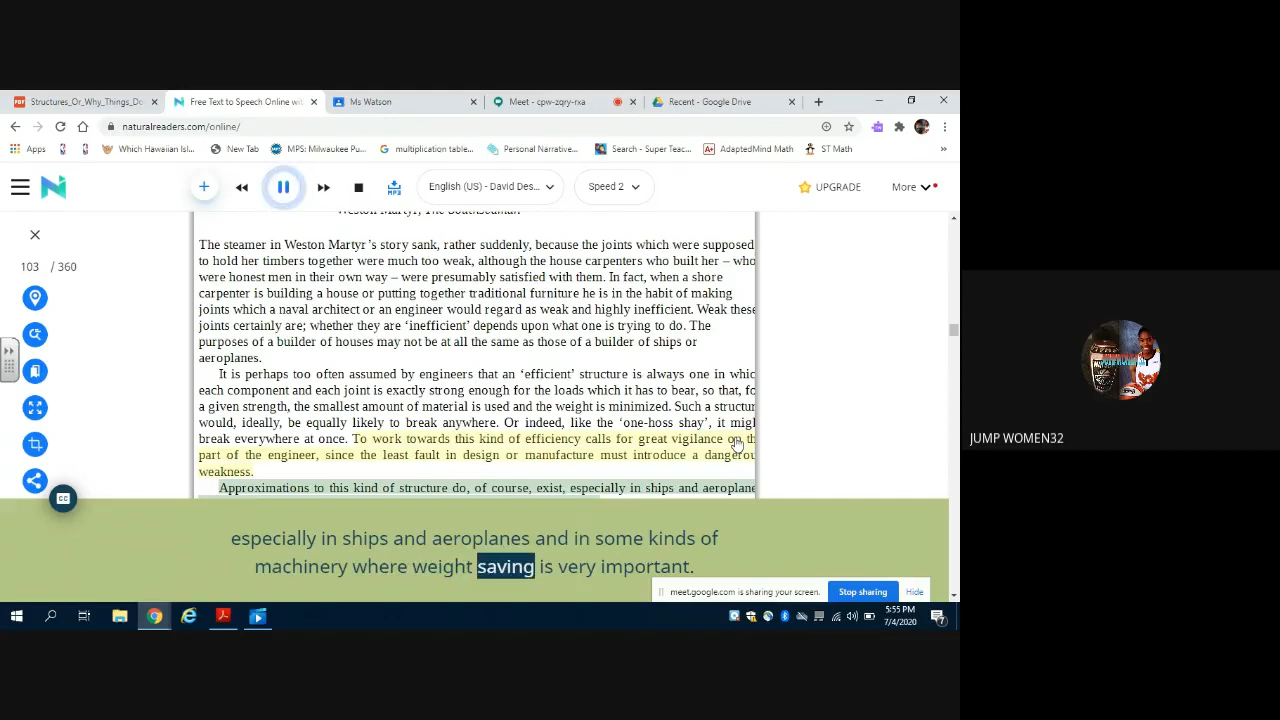 Structures_Or_Why_Things_Do
Free Text to Speech Online wit
Ms Watson
Meet - cpw-zqry-rxa
Recent - Google Drive
naturalreaders.com/online/
Apps
Which Hawaiian Isl...
New Tab
MPS: Milwaukee Pu...
multiplication table...
Personal Narrative...
Search - Super Teac...
AdaptedMind Math
ST Math
MP3
English (US) - David Des...
Speed 2
UPGRADE
More
Weston Martyr, The Southseaman
103 / 360
The steamer in Weston Martyr's story sank, rather suddenly, because the joints which were supposed
to hold her timbers together were much too weak, although the house carpenters who built her – who
were honest men in their own way – were presumably satisfied with them. In fact, when a shore
carpenter is building a house or putting together traditional furniture he is in the habit of making
joints which a naval architect or an engineer would regard as weak and highly inefficient. Weak these
joints certainly are; whether they are 'inefficient' depends upon what one is trying to do. The
purposes of a builder of houses may not be at all the same as those of a builder of ships or
aeroplanes.
It is perhaps too often assumed by engineers that an 'efficient' structure is always one in whic
each component and each joint is exactly strong enough for the loads which it has to bear, so that, fo
a given strength, the smallest amount of material is used and the weight is minimized. Such a structur
would, ideally, be equally likely to break anywhere. Or indeed, like the 'one-hoss shay', it migh
break everywhere at once. To work towards this kind of efficiency calls for great vigilance on th
part of the engineer, since the least fault in design or manufacture must introduce a dangerou
weakness.
Approximations to this kind of structure do, of course, exist, especially in ships and aeroplane
CC
especially in ships and aeroplanes and in some kinds of
machinery where weight saving is very important.
meet.google.com is sharing your screen.
Stop sharing
Hide
5:55 PM
7/4/2020
7
JUMP WOMEN32